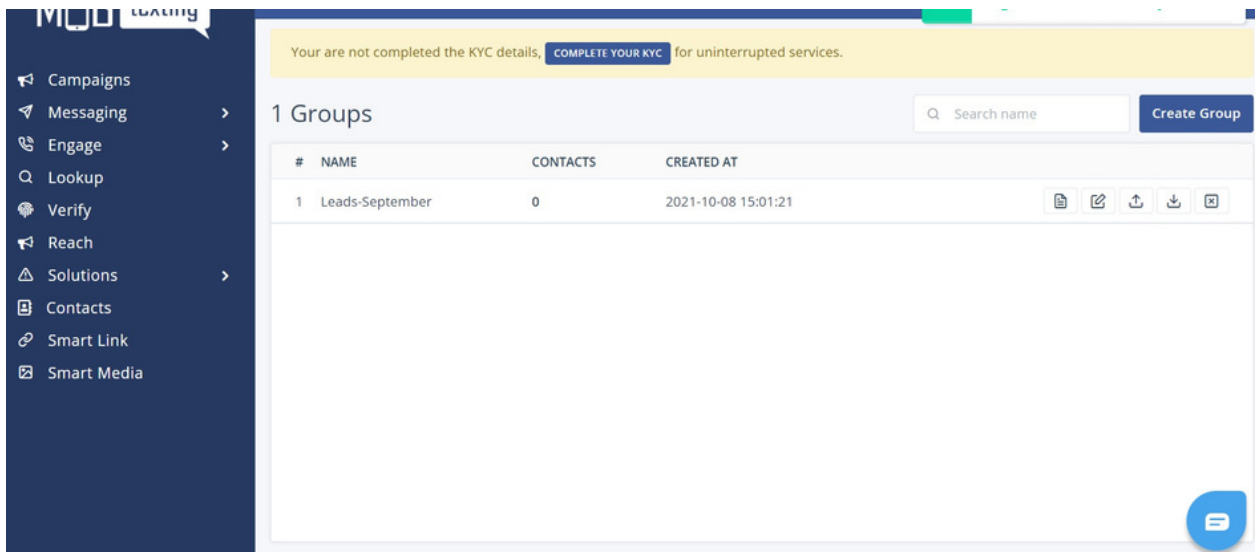 Your are not completed the KYC details, COMPLETE YOUR KYC for uninterrupted services.
Campaigns
Messaging
Engage
Lookup
Verify
Reach
Solutions
Contacts
Smart Link
Smart Media
1 Groups
Search name
Create Group
# NAME CONTACTS CREATED AT
1 Leads-September 0 2021-10-08 15:01:21